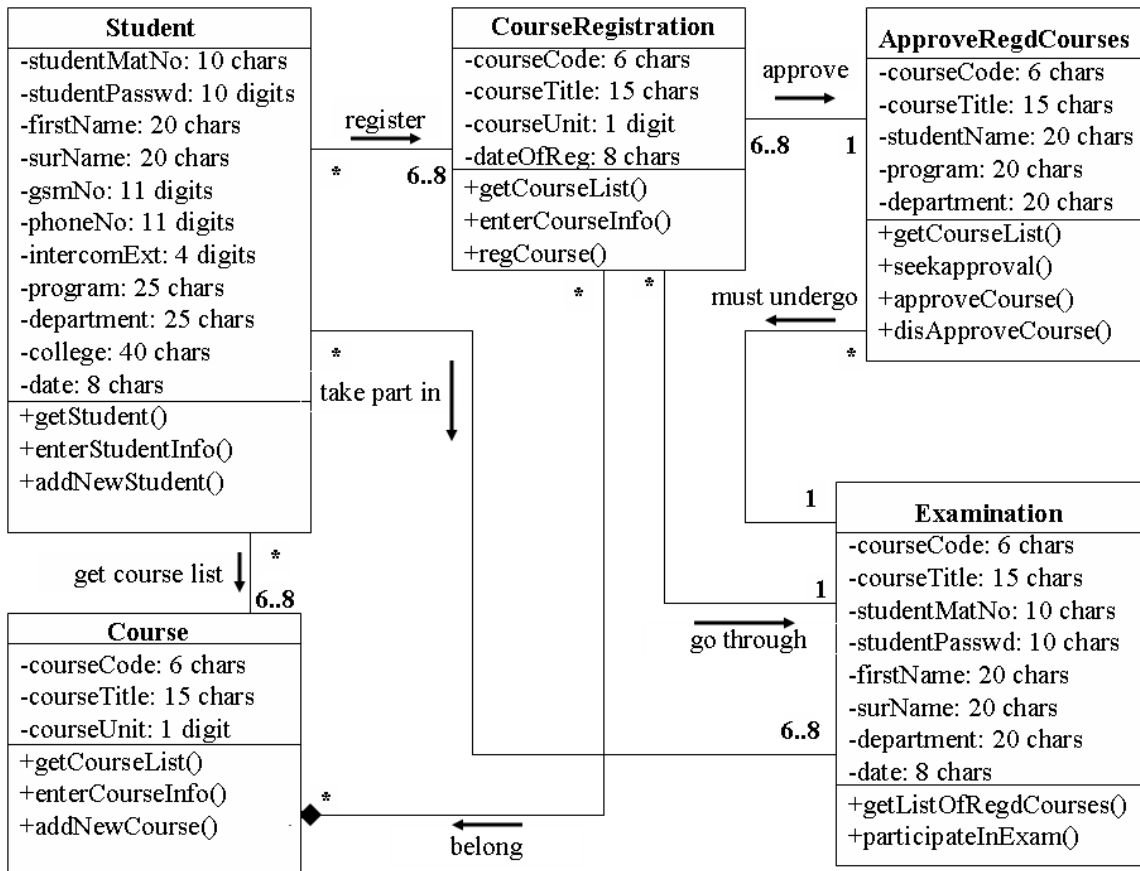 Student
-studentMatNo: 10 chars
-studentPasswd: 10 digits
-firstName: 20 chars
-surName: 20 chars
-gsmNo: 11 digits
-phoneNo: 11 digits
-intercomExt: 4 digits
-program: 25 chars
-department: 25 chars
-college: 40 chars
-date: 8 chars
+getStudent()
+enterStudentInfo()
+addNewStudent()
register
*
6..8
CourseRegistration
-courseCode: 6 chars
-courseTitle: 15 chars
-courseUnit: 1 digit
-dateOfReg: 8 chars
+getCourseList()
+enterCourseInfo()
+regCourse()
approve
6..8
1
ApproveRegdCourses
-courseCode: 6 chars
-courseTitle: 15 chars
-studentName: 20 chars
-program: 20 chars
-department: 20 chars
+getCourseList()
+seekapproval()
+approveCourse()
+disApproveCourse()
*
*
must undergo
*
*
take part in
1
1
go through
6..8
*
get course list
6..8
Course
-courseCode: 6 chars
-courseTitle: 15 chars
-courseUnit: 1 digit
+getCourseList()
+enterCourseInfo()
+addNewCourse()
*
belong
Examination
-courseCode: 6 chars
-courseTitle: 15 chars
-studentMatNo: 10 chars
-studentPasswd: 10 chars
-firstName: 20 chars
-surName: 20 chars
-department: 20 chars
-date: 8 chars
+getListOfRegdCourses()
+participateInExam()